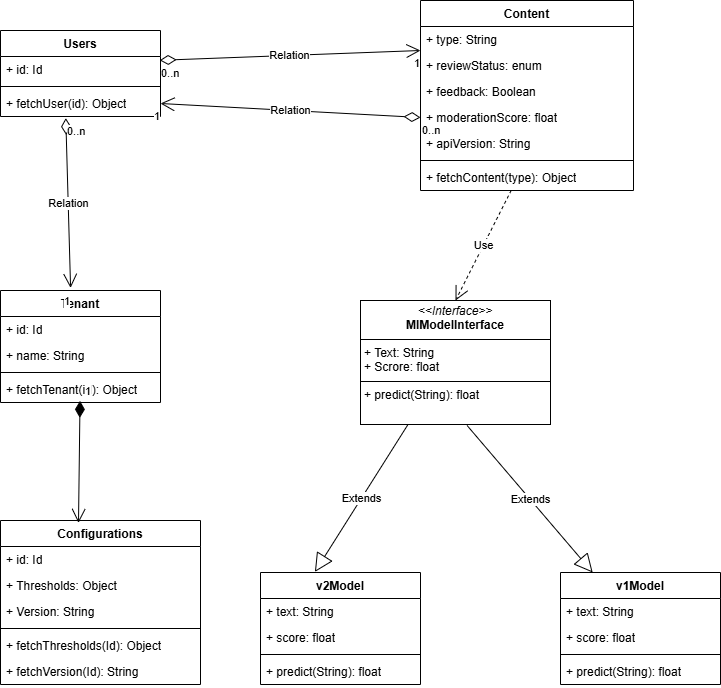 Users
+ id: Id
+ fetchUser(id): Object
0..n
Relation
1
Content
+ type: String
+ reviewStatus: enum
+ feedback: Boolean
+ moderationScore: float
+ apiVersion: String
+ fetchContent(type): Object
1
Relation
0..n
0..n
Relation
1
Tenant
+ id: Id
+ name: String
+ fetchTenant(i1): Object
Use
<<Interface>>
MlModelInterface
+ Text: String
+ Scrore: float
+ predict(String): float
Extends
Extends
Configurations
+ id: Id
+ Thresholds: Object
+ Version: String
+ fetchThresholds(Id): Object
+ fetchVersion(Id): String
v2Model
+ text: String
+ score: float
+ predict(String): float
v1Model
+ text: String
+ score: float
+ predict(String): float